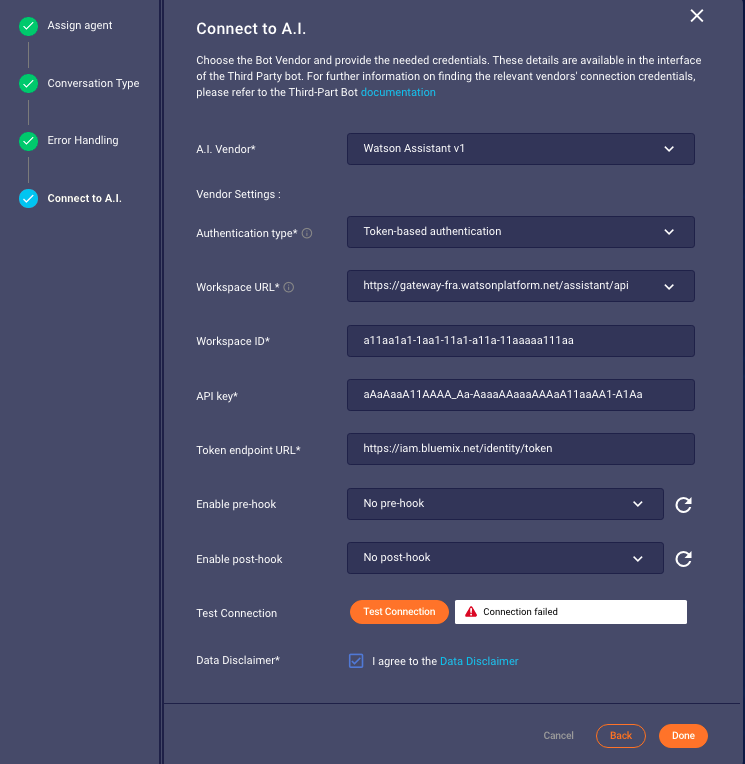 Assign agent
Conversation Type
Error Handling
Connect to A.I.
Connect to A.I.
Choose the Bot Vendor and provide the needed credentials. These details are available in the interface
of the Third Party bot. For further information on finding the relevant vendors' connection credentials,
please refer to the Third-Part Bot documentation
A.I. Vendor* Watson Assistant v1
Vendor Settings :
Authentication type* Token-based authentication
Workspace URL* https://gateway-fra.watsonplatform.net/assistant/api
Workspace ID* a11aa1a1-1aa1-11a1-a11a-11aaaaa111aa
API key* aAaAaaA11AAAA_Aa-AaaaAAaaaAAAaA11aaAA1-A1Aa
Token endpoint URL* https://iam.bluemix.net/identity/token
Enable pre-hook No pre-hook
Enable post-hook No post-hook
Test Connection Test Connection Connection failed
Data Disclaimer* I agree to the Data Disclaimer
Cancel Back Done